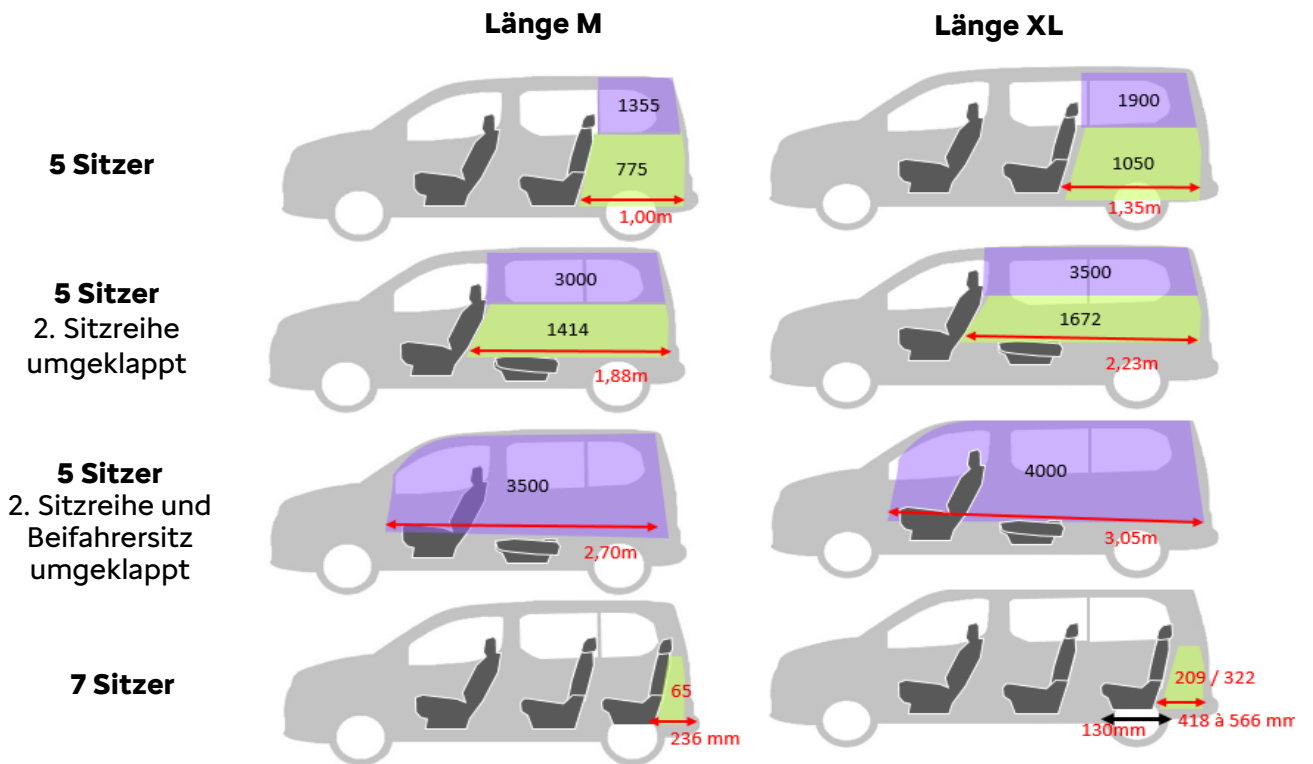 Länge M
Länge XL
5 Sitzer
1355
775
1,00m
1900
1050
1,35m
5 Sitzer
2. Sitzreihe
umgeklappt
3000
1414
1,88m
3500
1672
2,23m
5 Sitzer
2. Sitzreihe und
Beifahrersitz
umgeklappt
3500
2,70m
4000
3,05m
7 Sitzer
65
236 mm
209 / 322
130mm
418 à 566 mm